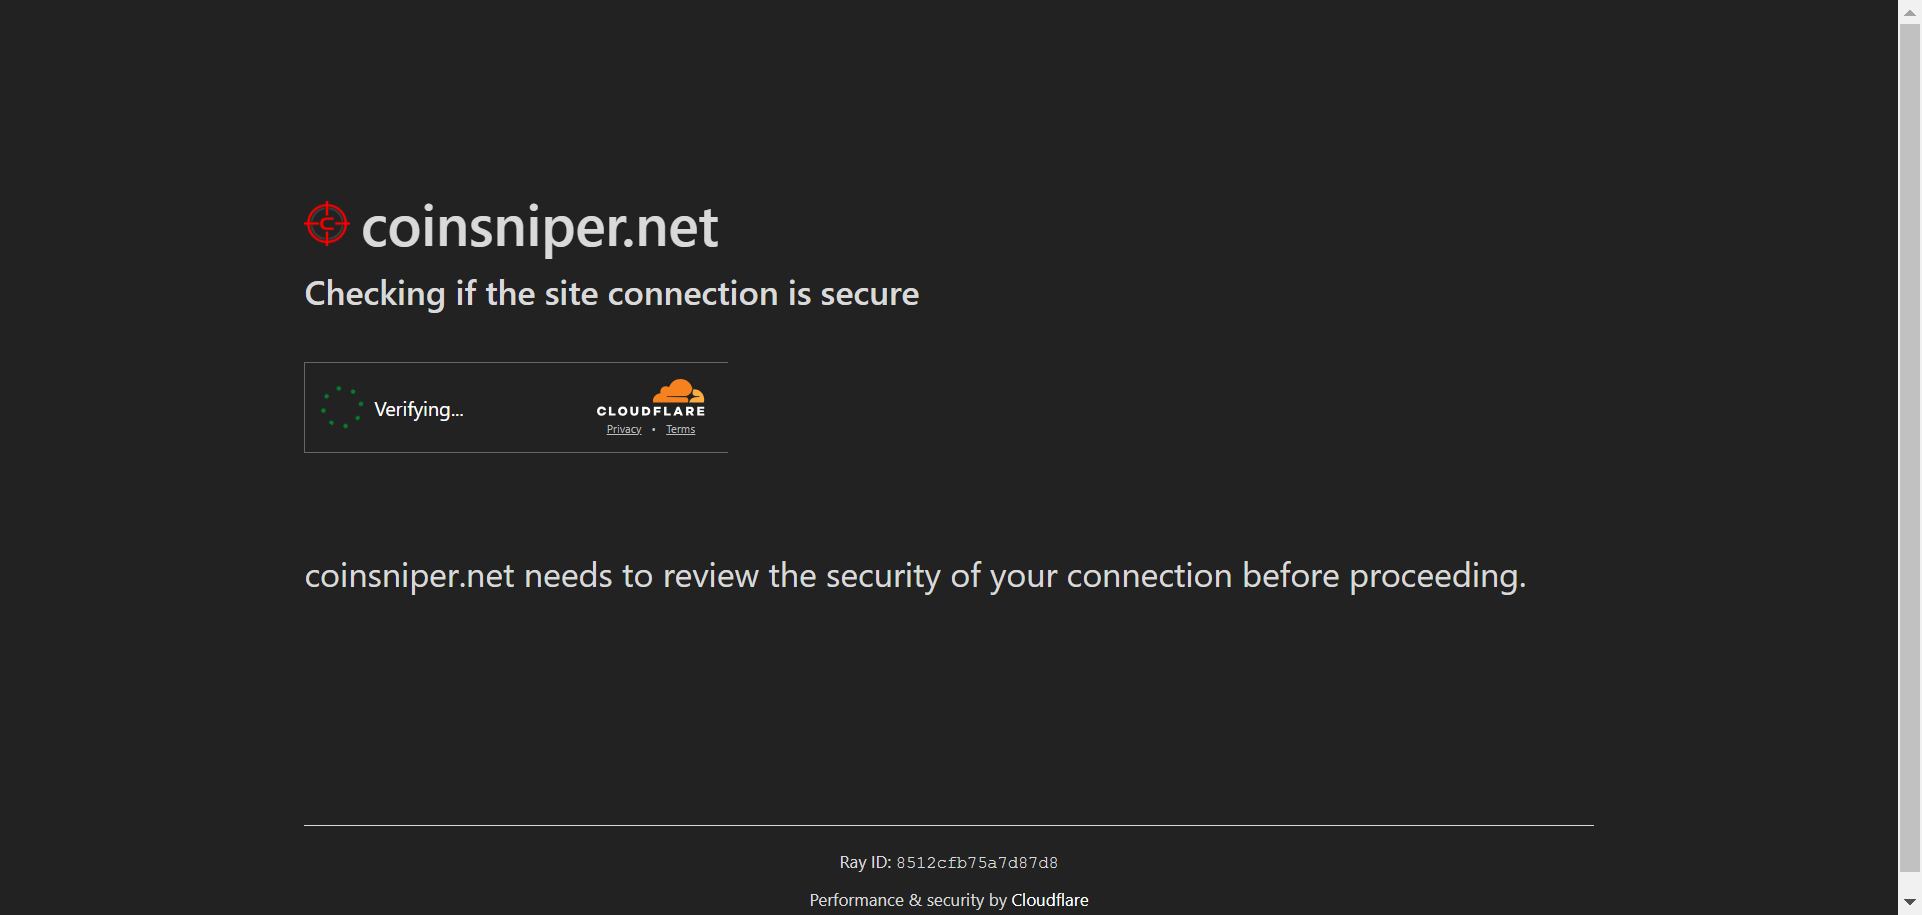 coinsniper.net
Checking if the site connection is secure
Verifying...
CLOUDFLARE
Privacy • Terms
coinsniper.net needs to review the security of your connection before proceeding.
Ray ID: 8512cfb75a7d87d8
Performance & security by Cloudflare